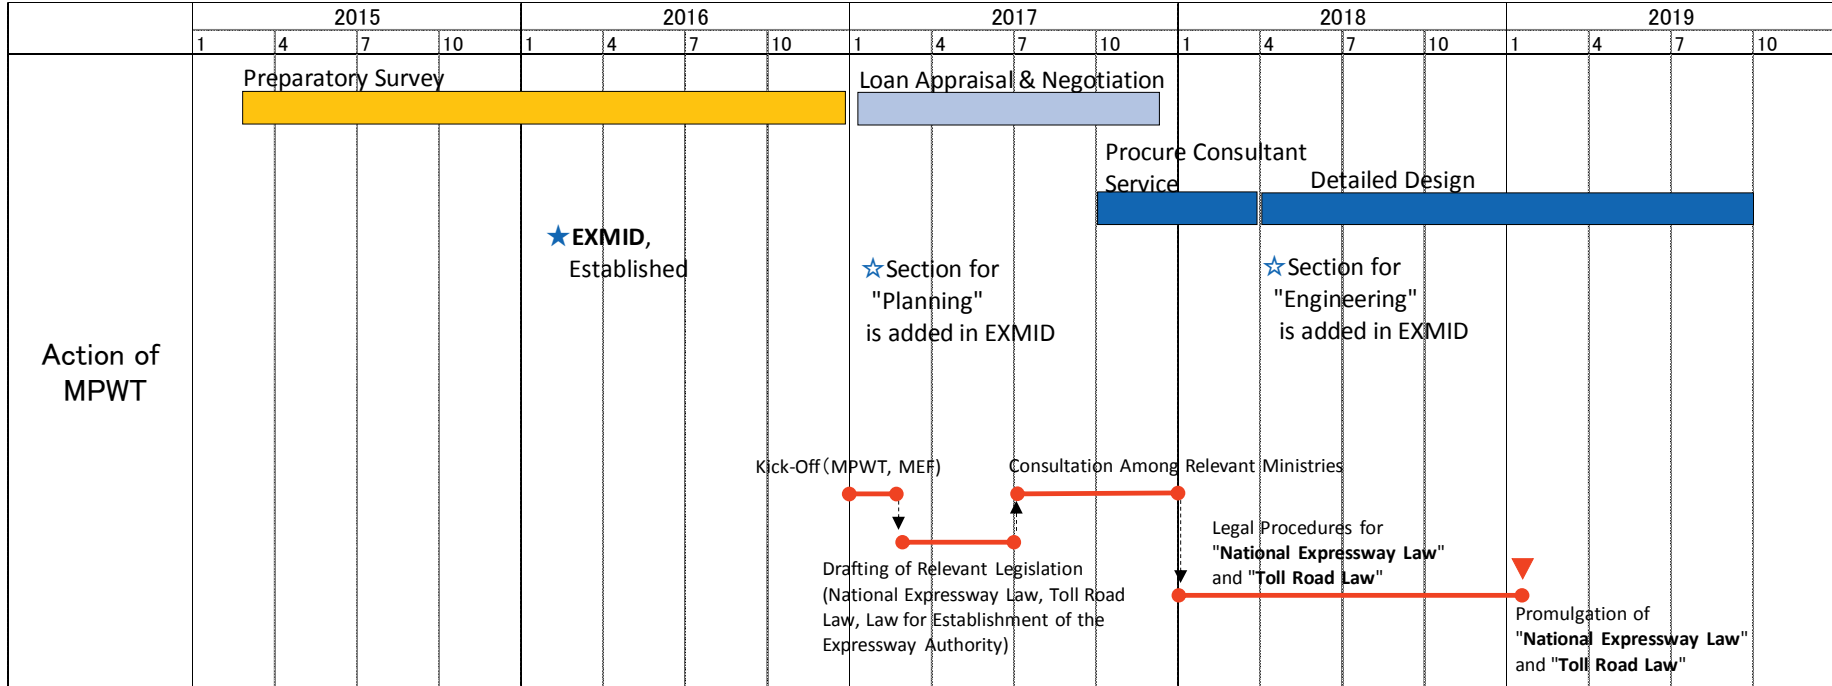 2015 2016 2017 2018 2019
1 4 7 10 1 4 7 10 1 4 7 10 1 4 7 10 1 4 7 10
Action of
MPWT
Preparatory Survey
Loan Appraisal & Negotiation
Procure Consultant
Service
Detailed Design
★EXMID,
Established
☆Section for
"Planning"
is added in EXMID
☆Section for
"Engineering"
is added in EXMID
Kick-Off(MPWT, MEF)
Consultation Among Relevant Ministries
Drafting of Relevant Legislation
(National Expressway Law, Toll Road
Law, Law for Establishment of the
Expressway Authority)
Legal Procedures for
"National Expressway Law"
and "Toll Road Law"
Promulgation of
"National Expressway Law"
and "Toll Road Law"